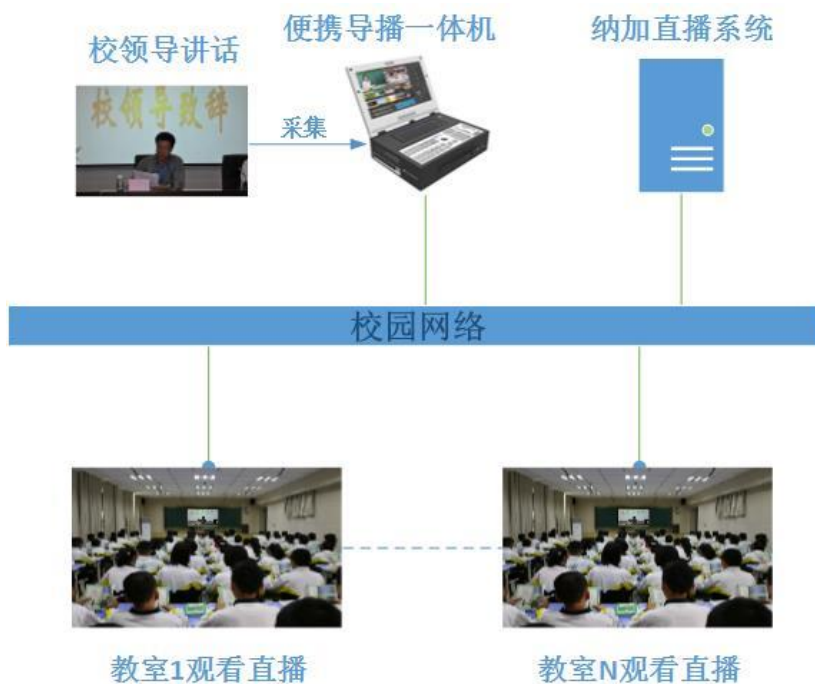 校领导讲话
便携导播一体机
纳加直播系统
校领导致辞
采集
校园网络
教室1观看直播
教室N观看直播